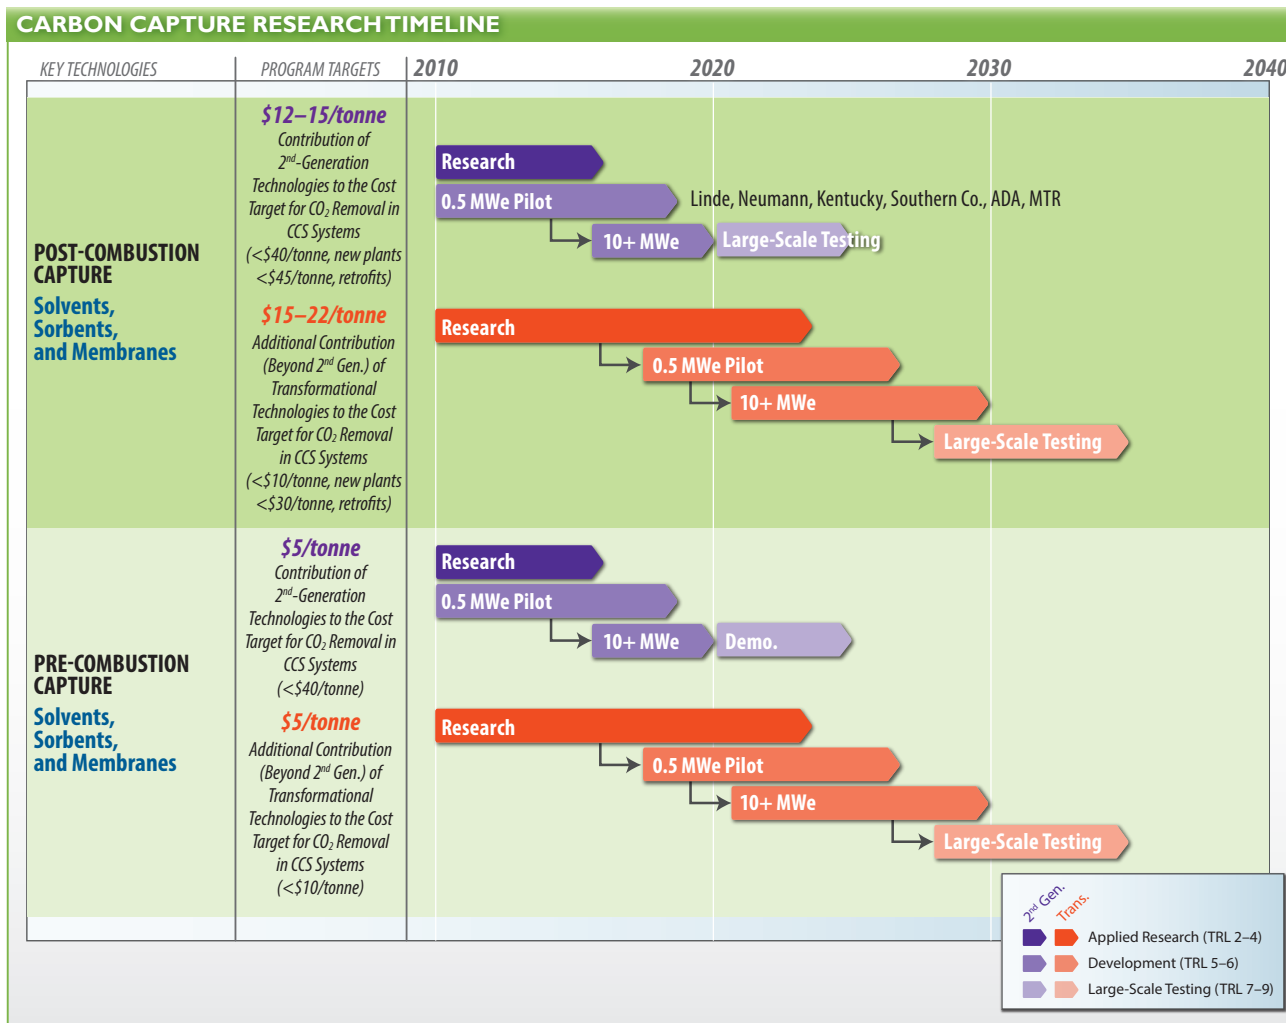 CARBON CAPTURE RESEARCH TIMELINE
KEY TECHNOLOGIES
PROGRAM TARGETS
2010
2020
2030
2040
POST-COMBUSTION
CAPTURE
Solvents,
Sorbents,
and Membranes
$12–15/tonne
Contribution of
2nd-Generation
Technologies to the Cost
Target for CO2 Removal in
CCS Systems
(<$40/tonne, new plants
<$45/tonne, retrofits)
Research
0.5 MWe Pilot
Linde, Neumann, Kentucky, Southern Co., ADA, MTR
10+ MWe
Large-Scale Testing
$15–22/tonne
Additional Contribution
(Beyond 2nd Gen.) of
Transformational
Technologies to the Cost
Target for CO2 Removal
in CCS Systems
(<$10/tonne, new plants
<$30/tonne, retrofits)
Research
0.5 MWe Pilot
10+ MWe
Large-Scale Testing
PRE-COMBUSTION
CAPTURE
Solvents,
Sorbents,
and Membranes
$5/tonne
Contribution of
2nd-Generation
Technologies to the Cost
Target for CO2 Removal in
CCS Systems
(<$40/tonne)
Research
0.5 MWe Pilot
10+ MWe
Demo.
$5/tonne
Additional Contribution
(Beyond 2nd Gen.) of
Transformational
Technologies to the Cost
Target for CO2 Removal
in CCS Systems
(<$10/tonne)
Research
0.5 MWe Pilot
10+ MWe
Large-Scale Testing
2nd Gen.
Trans.
Applied Research (TRL 2–4)
Development (TRL 5–6)
Large-Scale Testing (TRL 7–9)